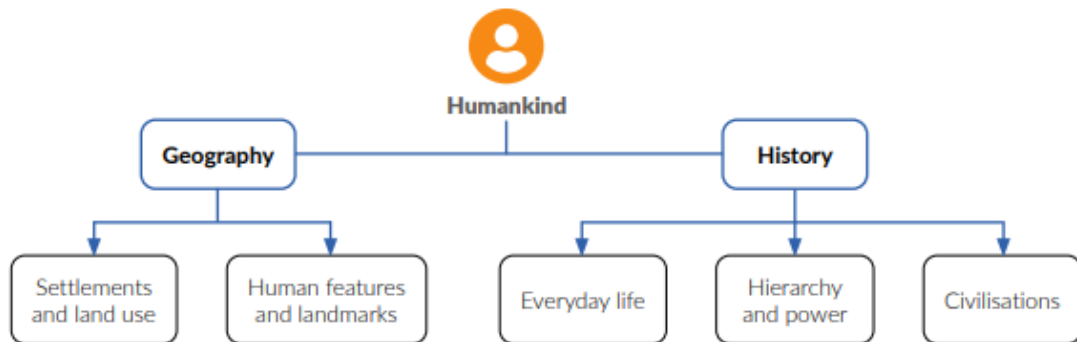 Humankind
Geography
History
Settlements
and land use
Human features
and landmarks
Everyday life
Hierarchy
and power
Civilisations